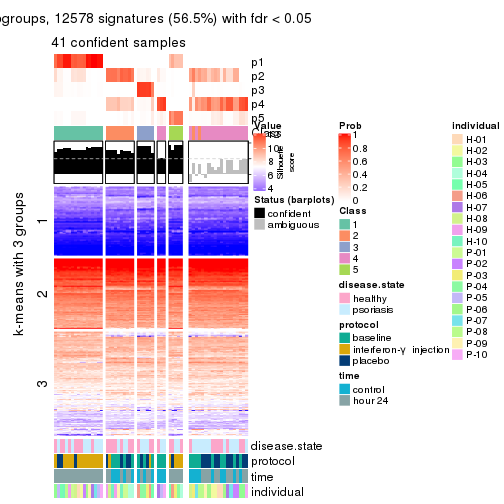 ogroups, 12578 signatures (56.5%) with fdr < 0.05
41 confident samples
p1
p2
p3
p4
p5
Class
Value
12
10
8
6
4
Silhouette
score
Status (barplots)
confident
ambiguous
Prob
1
0.8
0.6
0.4
0.2
0
Class
1
2
3
4
5
disease.state
healthy
psoriasis
protocol
baseline
interferon-γ injection
placebo
time
control
hour 24
individual
H-01
H-02
H-03
H-04
H-05
H-06
H-07
H-08
H-09
H-10
P-01
P-02
P-03
P-04
P-05
P-06
P-07
P-08
P-09
P-10
k-means with 3 groups
1
2
3
disease.state
protocol
time
individual